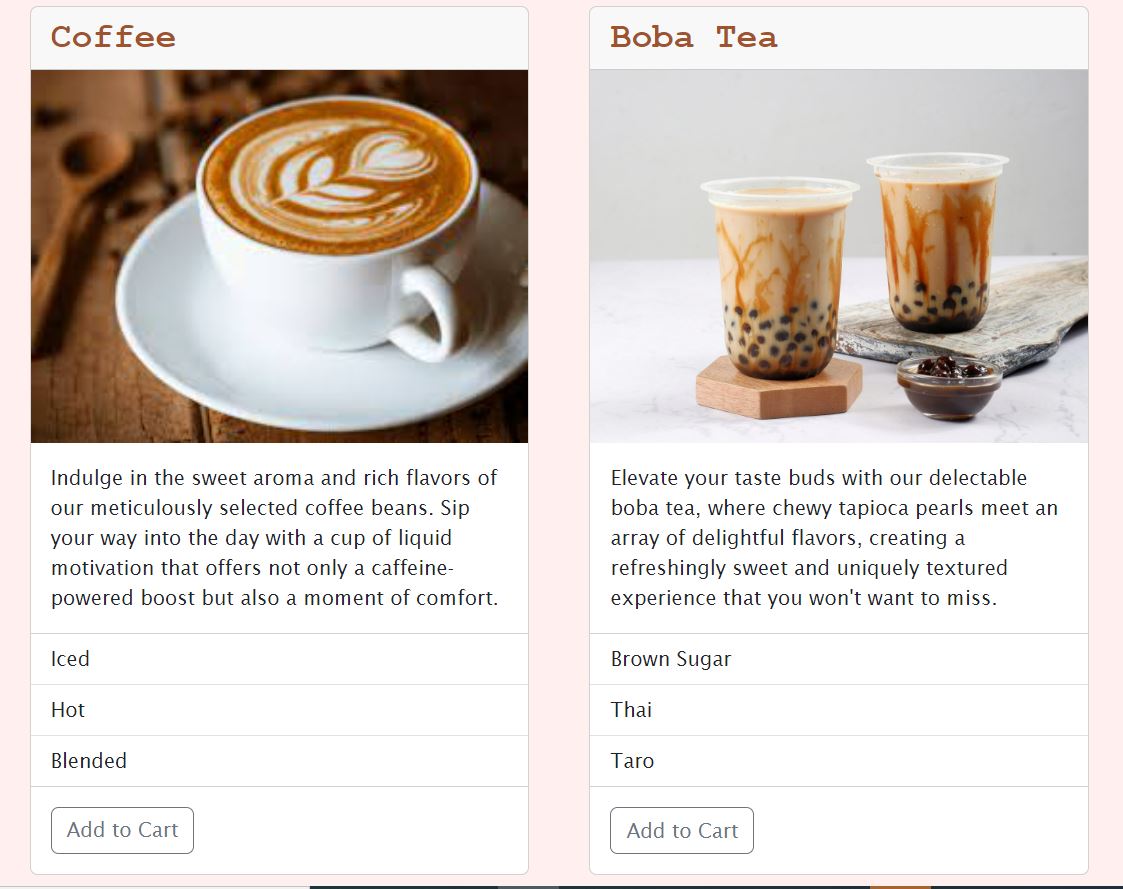 Coffee
Indulge in the sweet aroma and rich flavors of
our meticulously selected coffee beans. Sip
your way into the day with a cup of liquid
motivation that offers not only a caffeine-
powered boost but also a moment of comfort.
Iced
Hot
Blended
Add to Cart
Boba Tea
Elevate your taste buds with our delectable
boba tea, where chewy tapioca pearls meet an
array of delightful flavors, creating a
refreshingly sweet and uniquely textured
experience that you won't want to miss.
Brown Sugar
Thai
Taro
Add to Cart